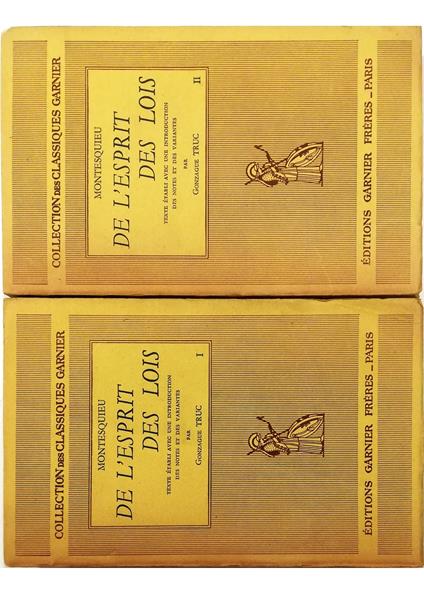 COLLECTION DES CLASSIQUES GARNIER
MONTESQUIEU
DE L'ESPRIT
DES LOIS
TEXTE ÉTABLI AVEC UNE INTRODUCTION
DES NOTES ET DES VARIANTES
PAR
GONZAGUE TRUC
I
ÉDITIONS GARNIER FRÈRES _ PARIS
COLLECTION DES CLASSIQUES GARNIER
MONTESQUIEU
DE L'ESPRIT
DES LOIS
TEXTE ÉTABLI AVEC UNE INTRODUCTION
DES NOTES ET DES VARIANTES
PAR
GONZAGUE TRUC
II
ÉDITIONS GARNIER FRÈRES _ PARIS